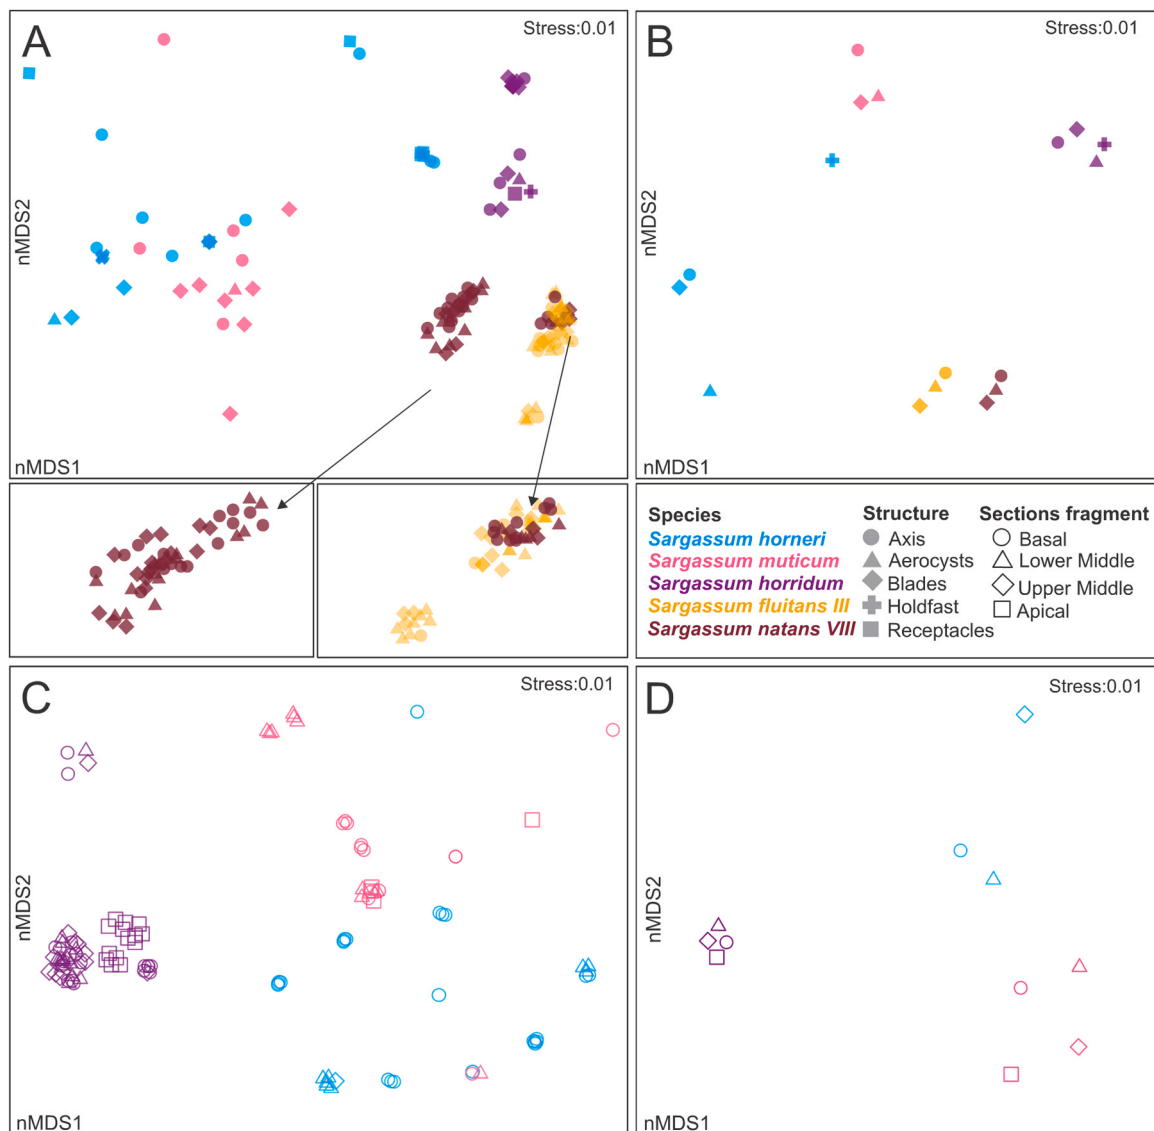 A
Stress:0.01
nMDS2
nMDS1
B
Stress:0.01
nMDS2
nMDS1
Species
Sargassum horneri
Sargassum muticum
Sargassum horridum
Sargassum fluitans III
Sargassum natans VIII
Structure
Axis
Aerocysts
Blades
Holdfast
Receptacles
Sections fragment
Basal
Lower Middle
Upper Middle
Apical
C
Stress:0.01
nMDS2
nMDS1
D
Stress:0.01
nMDS2
nMDS1